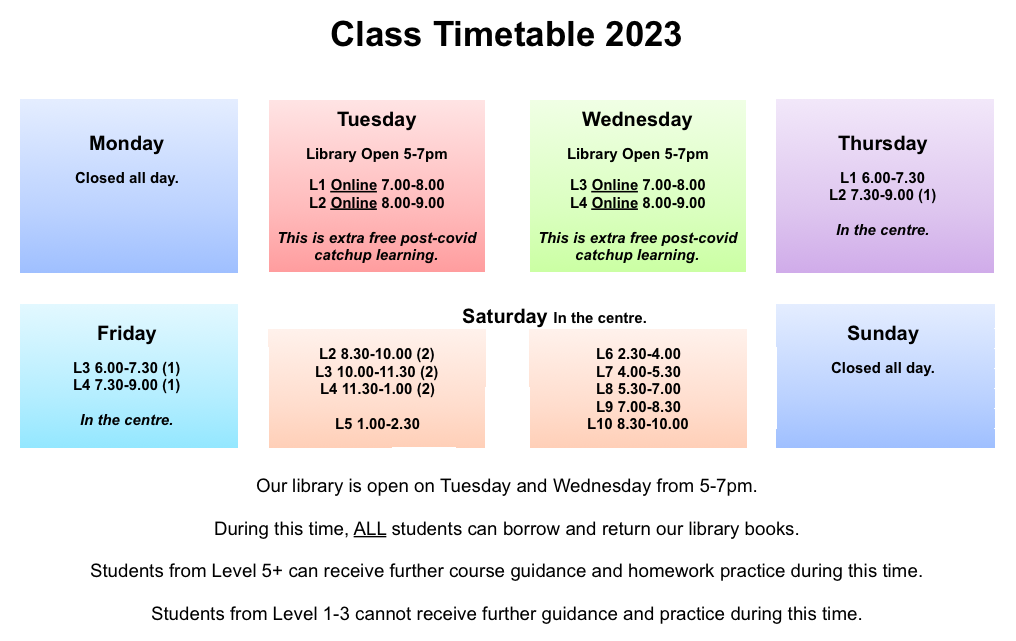 Class Timetable 2023
Monday
Closed all day.
Tuesday
Library Open 5-7pm
L1 Online 7.00-8.00
L2 Online 8.00-9.00
This is extra free post-covid
catchup learning.
Wednesday
Library Open 5-7pm
L3 Online 7.00-8.00
L4 Online 8.00-9.00
This is extra free post-covid
catchup learning.
Thursday
L1 6.00-7.30
L2 7.30-9.00 (1)
In the centre.
Friday
L3 6.00-7.30 (1)
L4 7.30-9.00 (1)
In the centre.
Saturday In the centre.
L2 8.30-10.00 (2)
L3 10.00-11.30 (2)
L4 11.30-1.00 (2)
L5 1.00-2.30
L6 2.30-4.00
L7 4.00-5.30
L8 5.30-7.00
L9 7.00-8.30
L10 8.30-10.00
Sunday
Closed all day.
Our library is open on Tuesday and Wednesday from 5-7pm.
During this time, ALL students can borrow and return our library books.
Students from Level 5+ can receive further course guidance and homework practice during this time.
Students from Level 1-3 cannot receive further guidance and practice during this time.